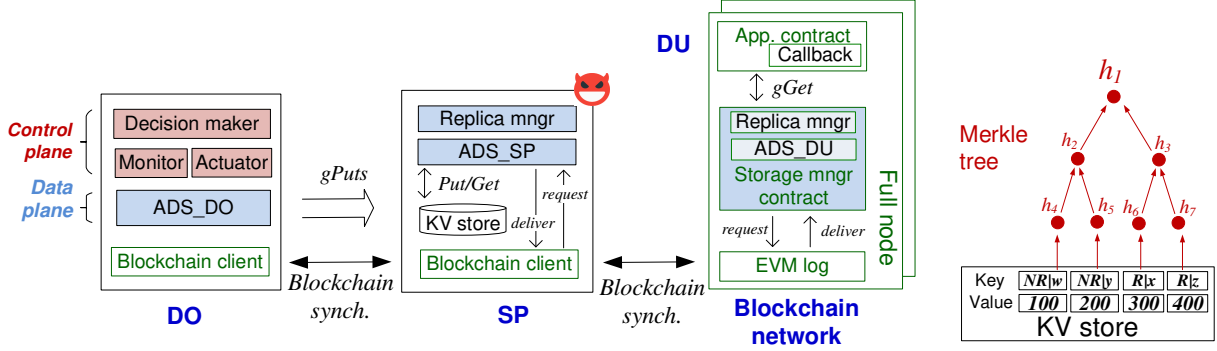 Control
plane
Data
plane
Decision maker
Monitor
Actuator
ADS_DO
Blockchain client
DO
gPuts
Blockchain
synch.
Replica mngr
ADS_SP
Put/Get
KV store
deliver
request
Blockchain client
SP
Blockchain
synch.
DU
App. contract
Callback
gGet
Replica mngr
ADS_DU
Storage mngr
contract
request
deliver
EVM log
Full node
Blockchain
network
Merkle
tree
h1
h2
h3
h4
h5
h6
h7
Key NR|w NR|y R|x R|z
Value 100 200 300 400
KV store